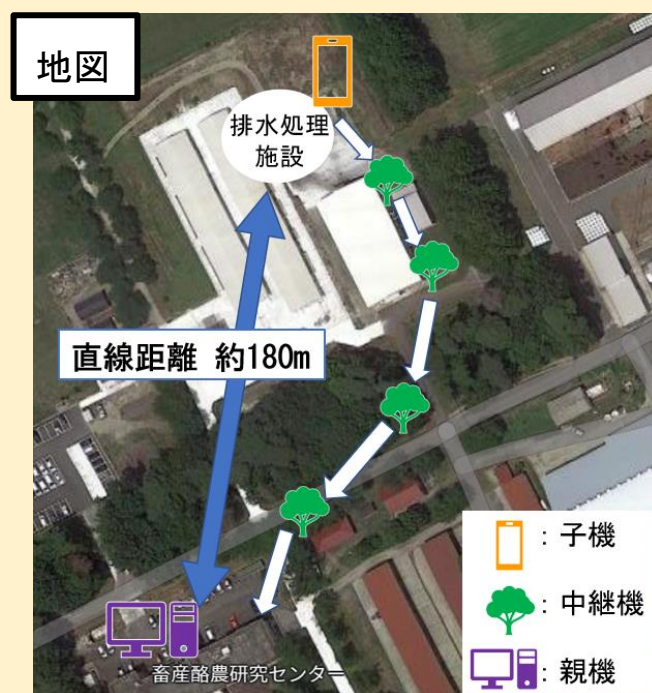 地図
排水処理
施設
直線距離 約180m
：子機
：中継機
：親機
畜産酪農研究センター